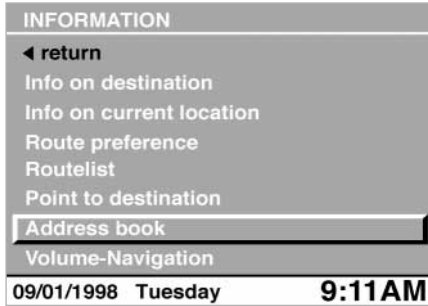 INFORMATION
◄ return
Info on destination
Info on current location
Route preference
Routelist
Point to destination
Address book
Volume-Navigation
09/01/1998 Tuesday 9:11AM